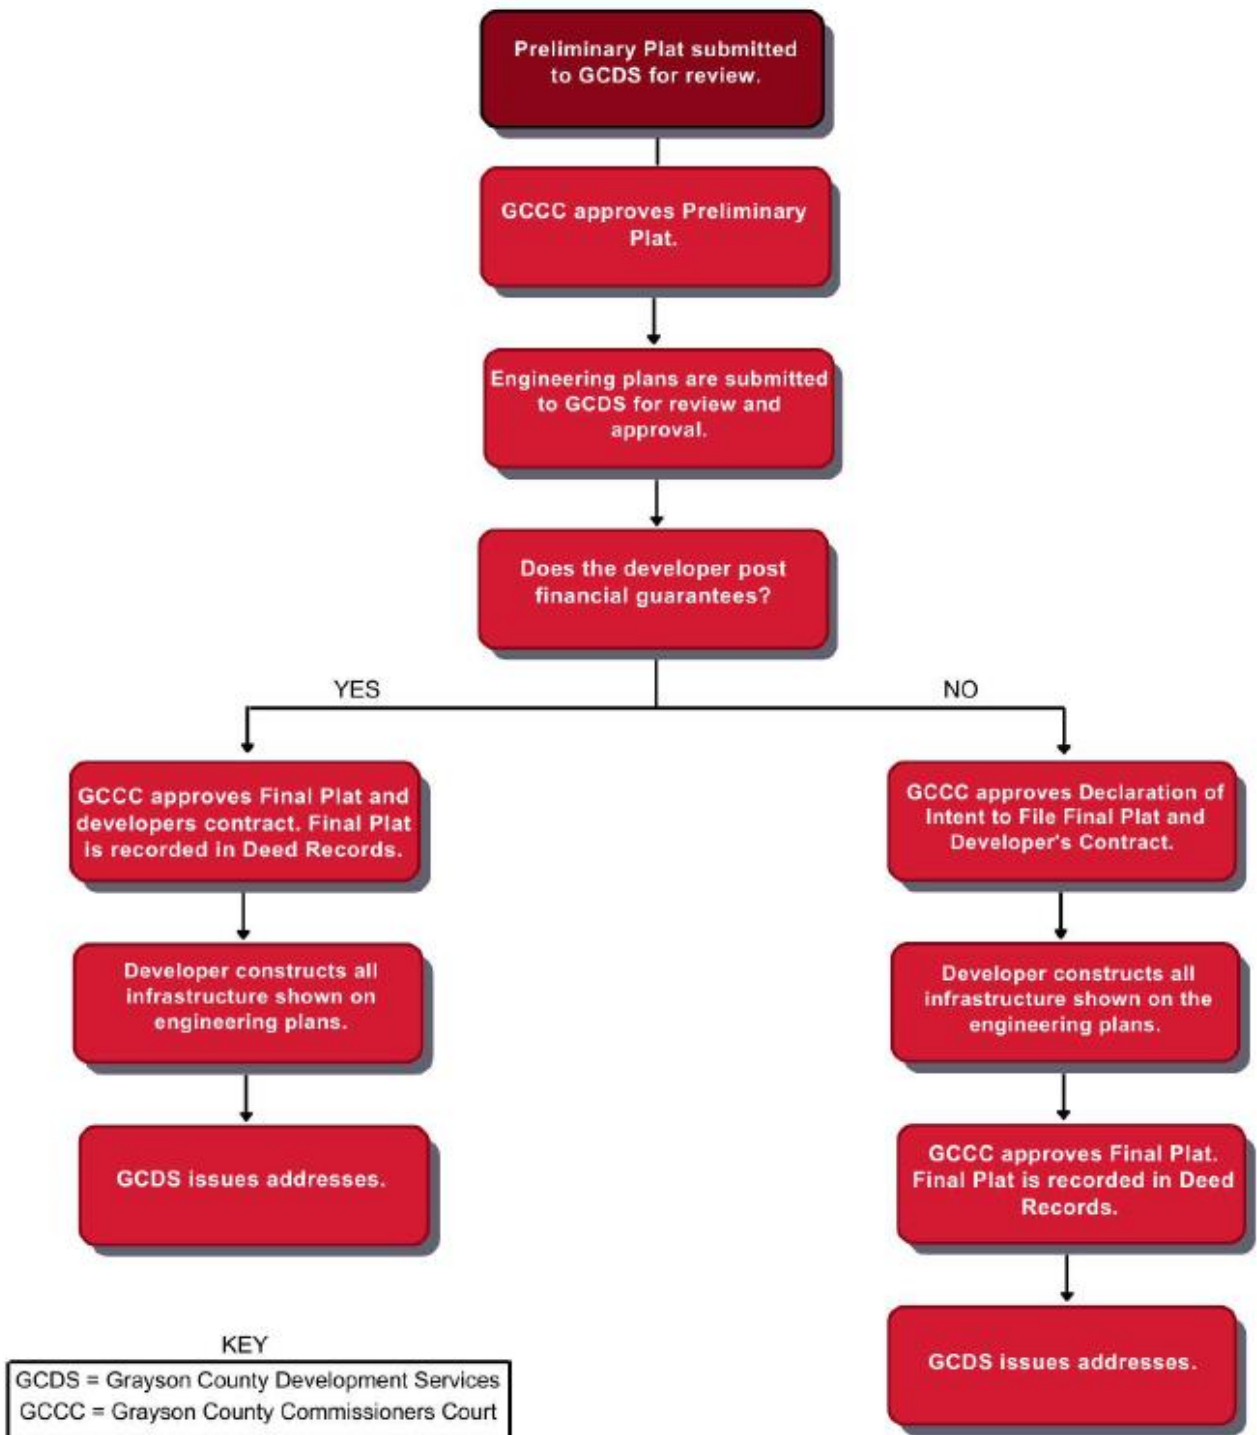 Preliminary Plat submitted
to GCDS for review.
GCCC approves Preliminary
Plat.
Engineering plans are submitted
to GCDS for review and
approval.
Does the developer post
financial guarantees?
YES
NO
GCCC approves Final Plat and
developers contract. Final Plat
is recorded in Deed Records.
Developer constructs all
infrastructure shown on
engineering plans.
GCDS issues addresses.
GCCC approves Declaration of
Intent to File Final Plat and
Developer's Contract.
Developer constructs all
infrastructure shown on the
engineering plans.
GCCC approves Final Plat.
Final Plat is recorded in Deed
Records.
GCDS issues addresses.
KEY
GCDS = Grayson County Development Services
GCCC = Grayson County Commissioners Court